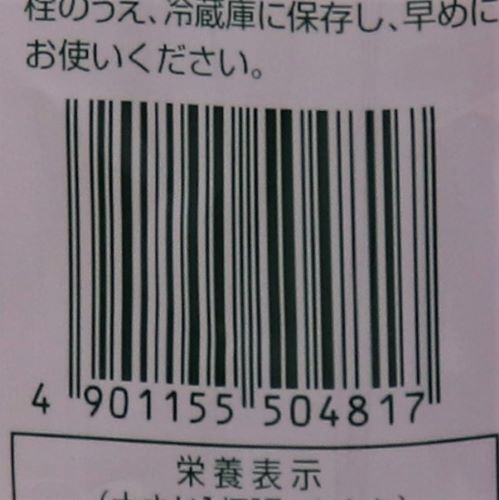 栓のうえ、冷蔵庫に保存し、早めに
お使いください。
4 901155 504817
栄養表示